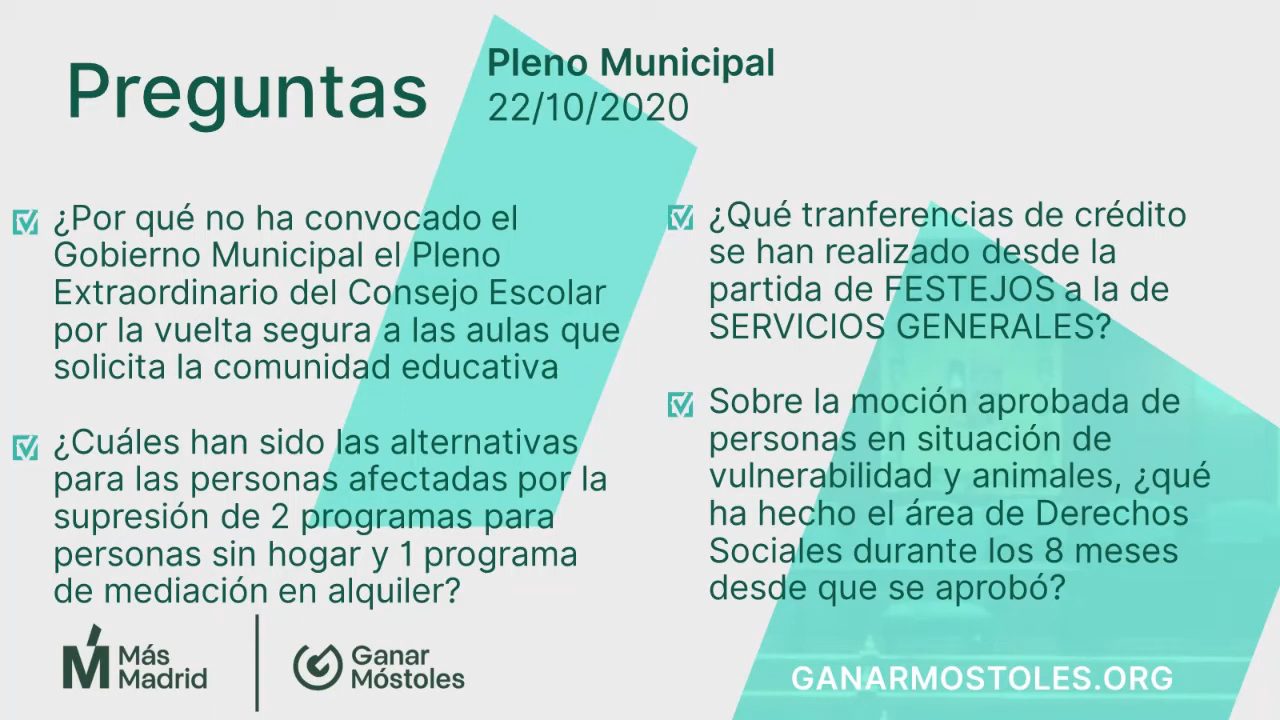 Preguntas
Pleno Municipal
22/10/2020
¿Por qué no ha convocado el
Gobierno Municipal el Pleno
Extraordinario del Consejo Escolar
por la vuelta segura a las aulas que
solicita la comunidad educativa
¿Cuáles han sido las alternativas
para las personas afectadas por la
supresión de 2 programas para
personas sin hogar y 1 programa
de mediación en alquiler?
¿Qué tranferencias de crédito
se han realizado desde la
partida de FESTEJOS a la de
SERVICIOS GENERALES?
Sobre la moción aprobada de
personas en situación de
vulnerabilidad y animales, ¿qué
ha hecho el área de Derechos
Sociales durante los 8 meses
desde que se aprobó?
M Más
Madrid
Ganar
Móstoles
GANARMOSTOLES.ORG